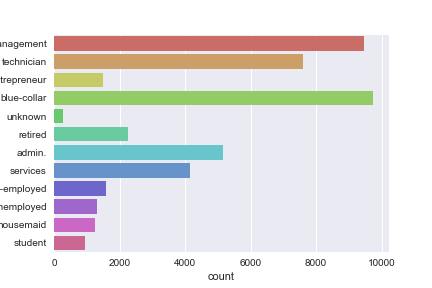 anagement
technician
trepreneur
blue-collar
unknown
retired
admin.
services
-employed
nemployed
housemaid
student
0 2000 4000 6000 8000 10000
count